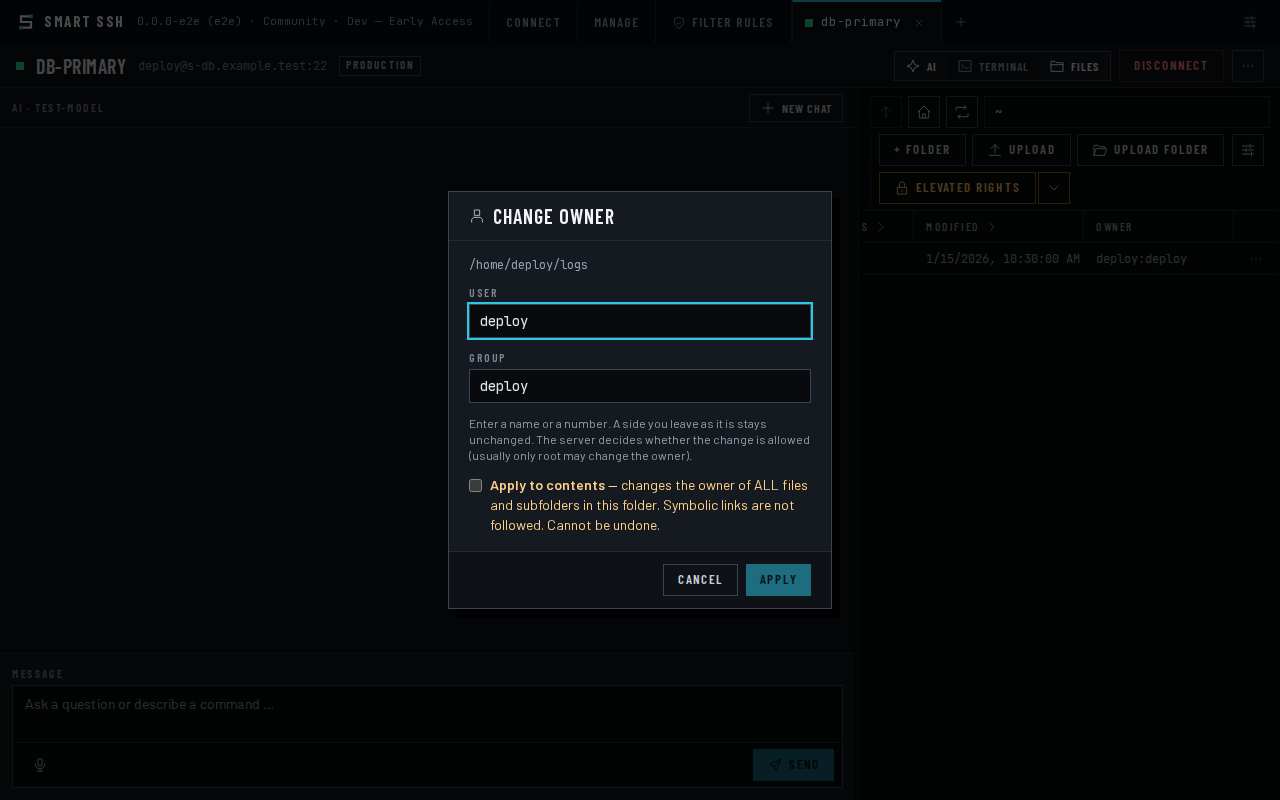 SMART SSH 0.0.0-e2e (e2e) · Community · Dev — Early Access CONNECT MANAGE FILTER RULES db-primary
DB-PRIMARY deploy@s-db.example.test:22 PRODUCTION AI TERMINAL FILES DISCONNECT
AI · TEST-MODEL NEW CHAT
~
+ FOLDER UPLOAD UPLOAD FOLDER
ELEVATED RIGHTS
S MODIFIED OWNER
1/15/2026, 10:30:00 AM deploy:deploy
CHANGE OWNER
/home/deploy/logs
USER
deploy
GROUP
deploy
Enter a name or a number. A side you leave as it is stays
unchanged. The server decides whether the change is allowed
(usually only root may change the owner).
Apply to contents — changes the owner of ALL files
and subfolders in this folder. Symbolic links are not
followed. Cannot be undone.
CANCEL APPLY
MESSAGE
Ask a question or describe a command ...
SEND